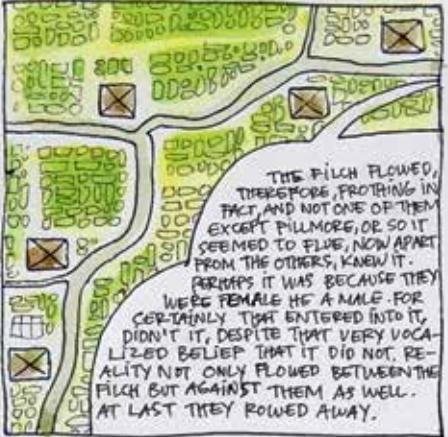 THE FILCH FLOWED,
THEREFORE, FROTHING IN
FACT, AND NOT ONE OF THEM
EXCEPT FILLMORE, OR SO IT
SEEMED TO FLUE, NOW APART
FROM THE OTHERS, KNEW IT.
PERHAPS IT WAS BECAUSE THEY
WERE FEMALE HE A MALE. FOR
CERTAINLY THAT ENTERED INTO IT,
DIDN'T IT, DESPITE THAT VERY VOCA-
LIZED BELIEF THAT IT DID NOT. RE-
ALITY NOT ONLY FLOWED BETWEEN THE
FILCH BUT AGAINST THEM AS WELL.
AT LAST THEY ROWED AWAY.